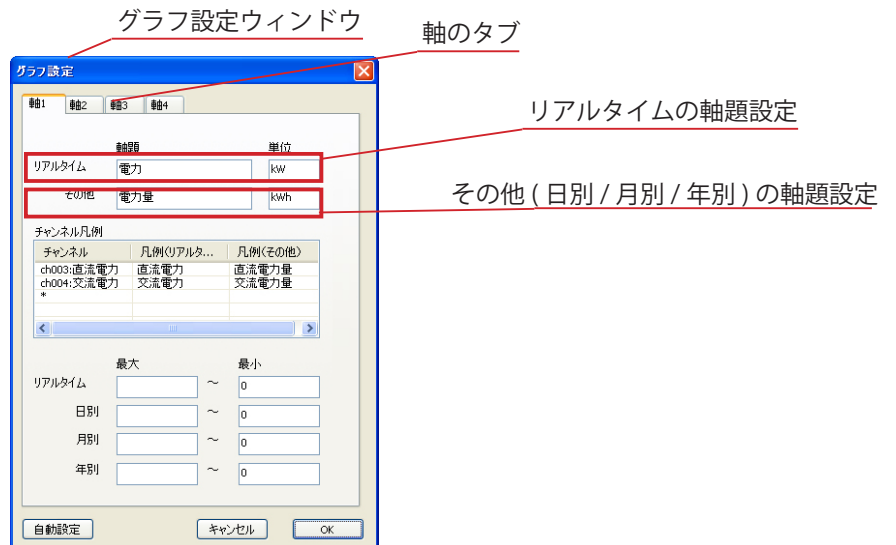 グラフ設定ウィンドウ
軸のタブ
グラフ設定
軸1 軸2 軸3 軸4
リアルタイムの軸題設定
軸題 単位
リアルタイム 電力 kW
その他 電力量 kWh
その他 ( 日別 / 月別 / 年別 ) の軸題設定
チャンネル凡例
チャンネル 凡例(リアルタ... 凡例(その他)
ch003:直流電力 直流電力 直流電力量
ch004:交流電力 交流電力 交流電力量
*
最大 最小
リアルタイム ～ 0
日別 ～ 0
月別 ～ 0
年別 ～ 0
自動設定 キャンセル OK